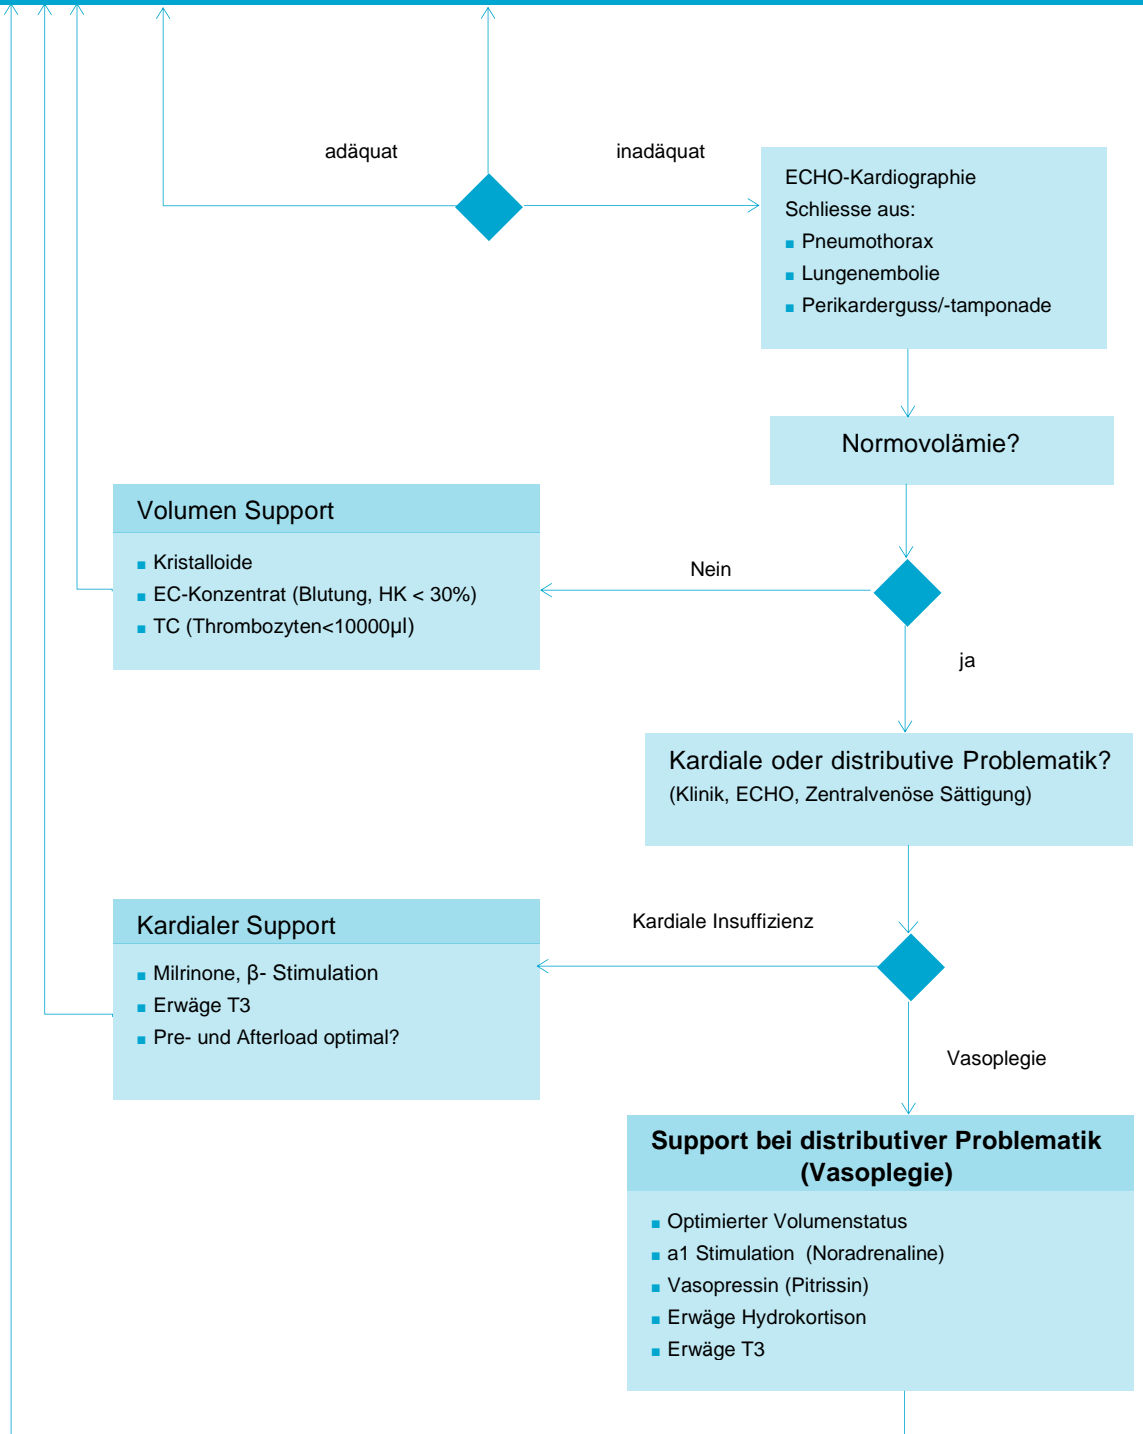 adäquat
inadäquat
ECHO-Kardiographie
Schliesse aus:
■ Pneumothorax
■ Lungenembolie
■ Perikarderguss/-tamponade
Normovolämie?
Volumen Support
■ Kristalloide
■ EC-Konzentrat (Blutung, HK < 30%)
■ TC (Thrombozyten<10000µl)
Nein
ja
Kardiale oder distributive Problematik?
(Klinik, ECHO, Zentralvenöse Sättigung)
Kardialer Support
■ Milrinone, β- Stimulation
■ Erwäge T3
■ Pre- und Afterload optimal?
Kardiale Insuffizienz
Vasoplegie
Support bei distributiver Problematik
(Vasoplegie)
■ Optimierter Volumenstatus
■ a1 Stimulation (Noradrenaline)
■ Vasopressin (Pitrissin)
■ Erwäge Hydrokortison
■ Erwäge T3